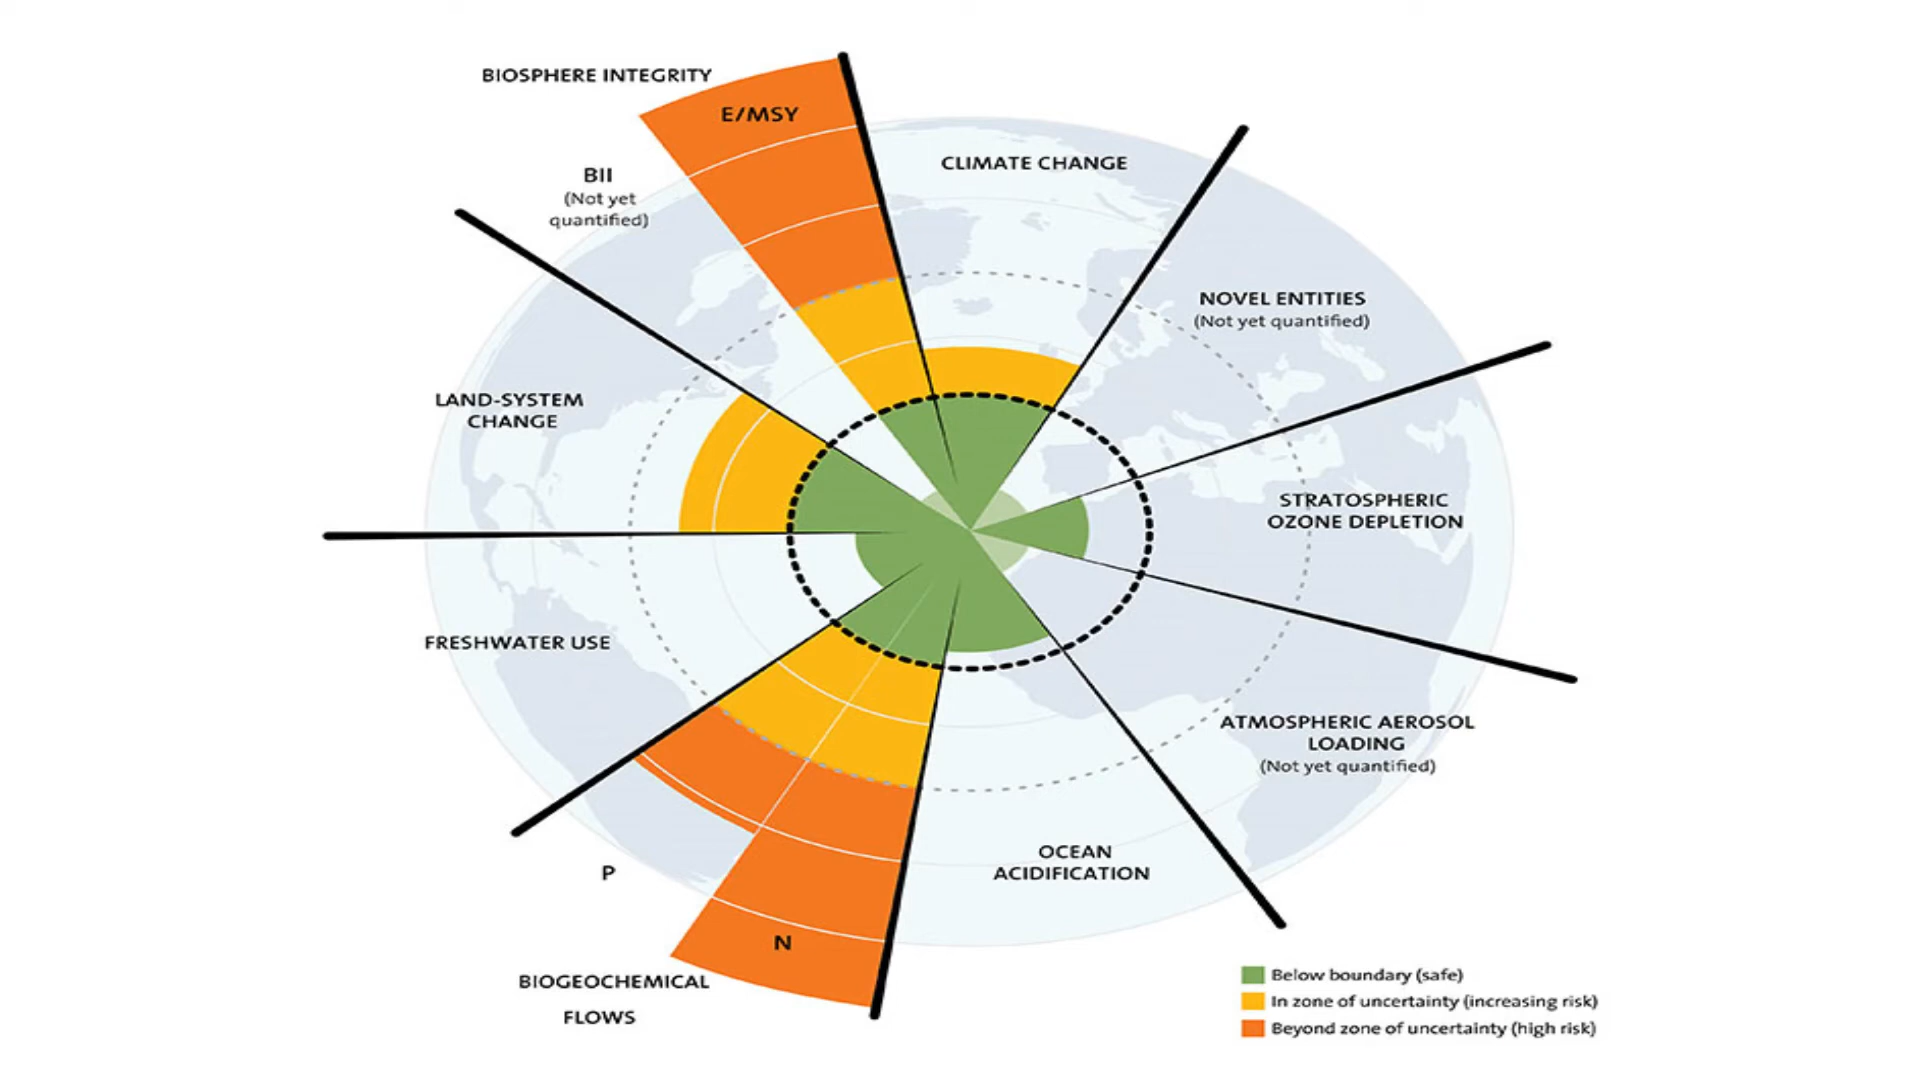 BIOSPHERE INTEGRITY
E/MSY
BII
(Not yet
quantified)
CLIMATE CHANGE
NOVEL ENTITIES
(Not yet quantified)
LAND-SYSTEM
CHANGE
STRATOSPHERIC
OZONE DEPLETION
FRESHWATER USE
ATMOSPHERIC AEROSOL
LOADING
(Not yet quantified)
OCEAN
ACIDIFICATION
P
N
BIOGEOCHEMICAL
FLOWS
Below boundary (safe)
In zone of uncertainty (increasing risk)
Beyond zone of uncertainty (high risk)